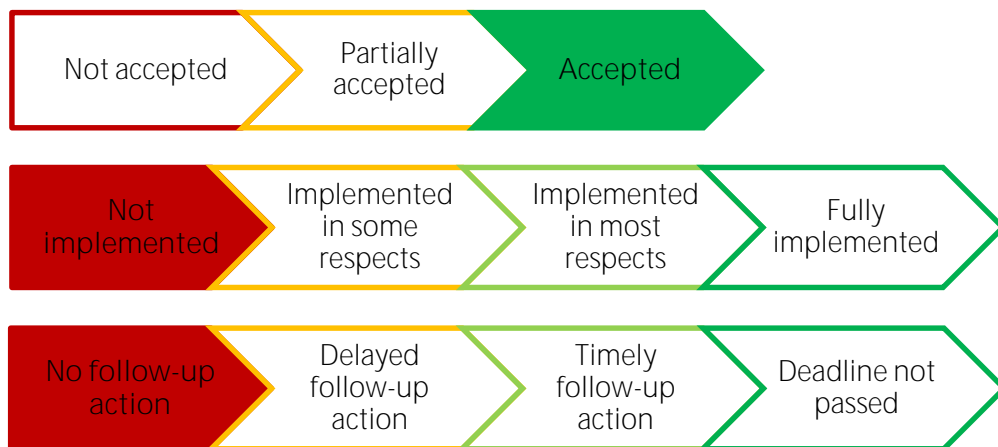 Not accepted
Partially
accepted
Accepted
Not
implemented
Implemented
in some
respects
Implemented
in most
respects
Fully
implemented
No follow-up
action
Delayed
follow-up
action
Timely
follow-up
action
Deadline not
passed